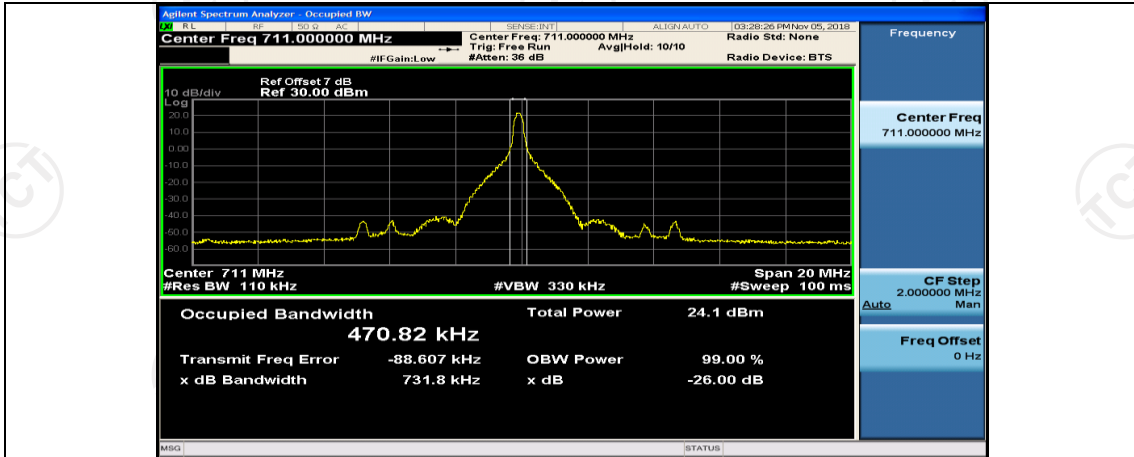 Agilent Spectrum Analyzer - Occupied BW
LXI RL RF 50 Ω AC SENSE:INT ALIGN AUTO 03:28:26 PM Nov 05, 2018
Center Freq 711.000000 MHz Center Freq: 711.000000 MHz Radio Std: None Frequency
Trig: Free Run Avg|Hold: 10/10
#IFGain:Low #Atten: 36 dB Radio Device: BTS
Ref Offset 7 dB
10 dB/div Ref 30.00 dBm
Log
20.0
10.0
0.00
-10.0
-20.0
-30.0
-40.0
-50.0
-60.0
Center Freq
711.000000 MHz
Center 711 MHz Span 20 MHz
#Res BW 110 kHz #VBW 330 kHz #Sweep 100 ms
CF Step
2.000000 MHz
Auto Man
Freq Offset
0 Hz
Occupied Bandwidth Total Power 24.1 dBm
470.82 kHz
Transmit Freq Error -88.607 kHz OBW Power 99.00 %
x dB Bandwidth 731.8 kHz x dB -26.00 dB
MSG STATUS
TCT
TCT